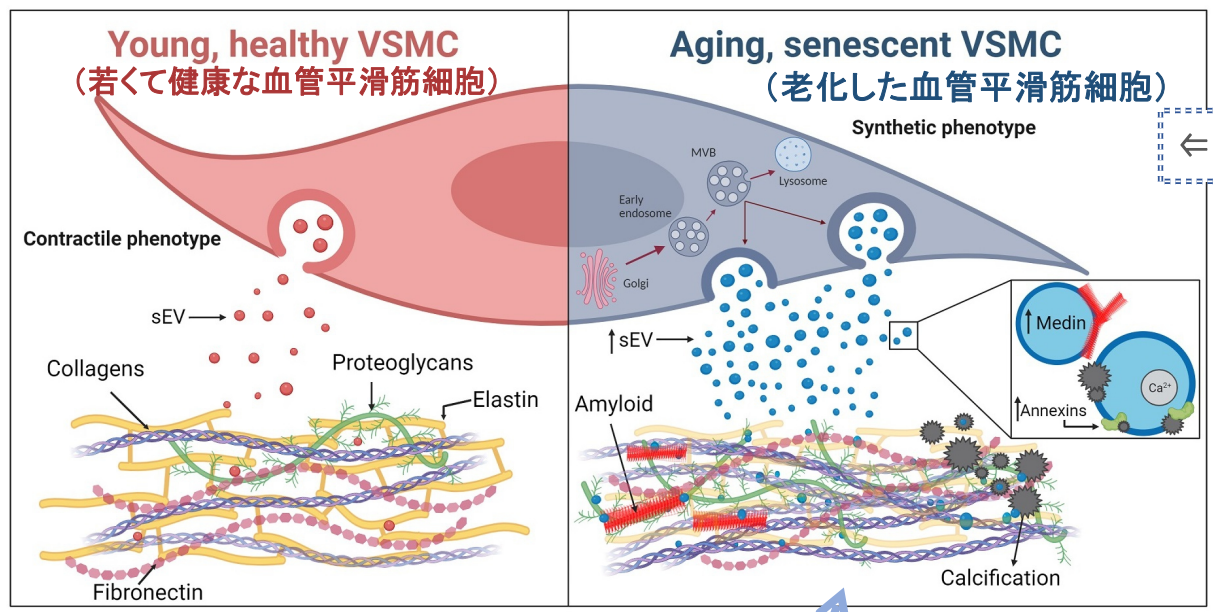 Young, healthy VSMC
（若くて健康な血管平滑筋細胞）
Contractile phenotype
sEV
Collagens
Proteoglycans
Elastin
Fibronectin
Aging, senescent VSMC
（老化した血管平滑筋細胞）
Synthetic phenotype
MVB
Lysosome
Early
endosome
Golgi
↑ sEV
Amyloid
↑ Medin
Ca²⁺
↑ Annexins
Calcification
⇐